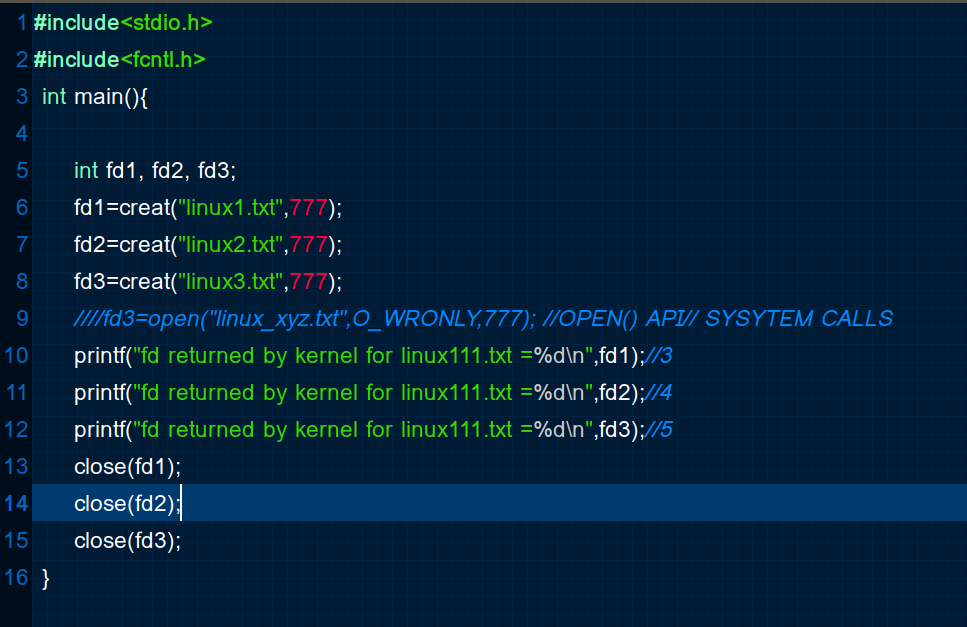 1 #include<stdio.h>
2 #include<fcntl.h>
3 int main(){
4
5 int fd1, fd2, fd3;
6 fd1=creat("linux1.txt",777);
7 fd2=creat("linux2.txt",777);
8 fd3=creat("linux3.txt",777);
9 ////fd3=open("linux_xyz.txt",O_WRONLY,777); //OPEN() API// SYSYTEM CALLS
10 printf("fd returned by kernel for linux111.txt =%d\n",fd1);//3
11 printf("fd returned by kernel for linux111.txt =%d\n",fd2);//4
12 printf("fd returned by kernel for linux111.txt =%d\n",fd3);//5
13 close(fd1);
14 close(fd2);
15 close(fd3);
16 }